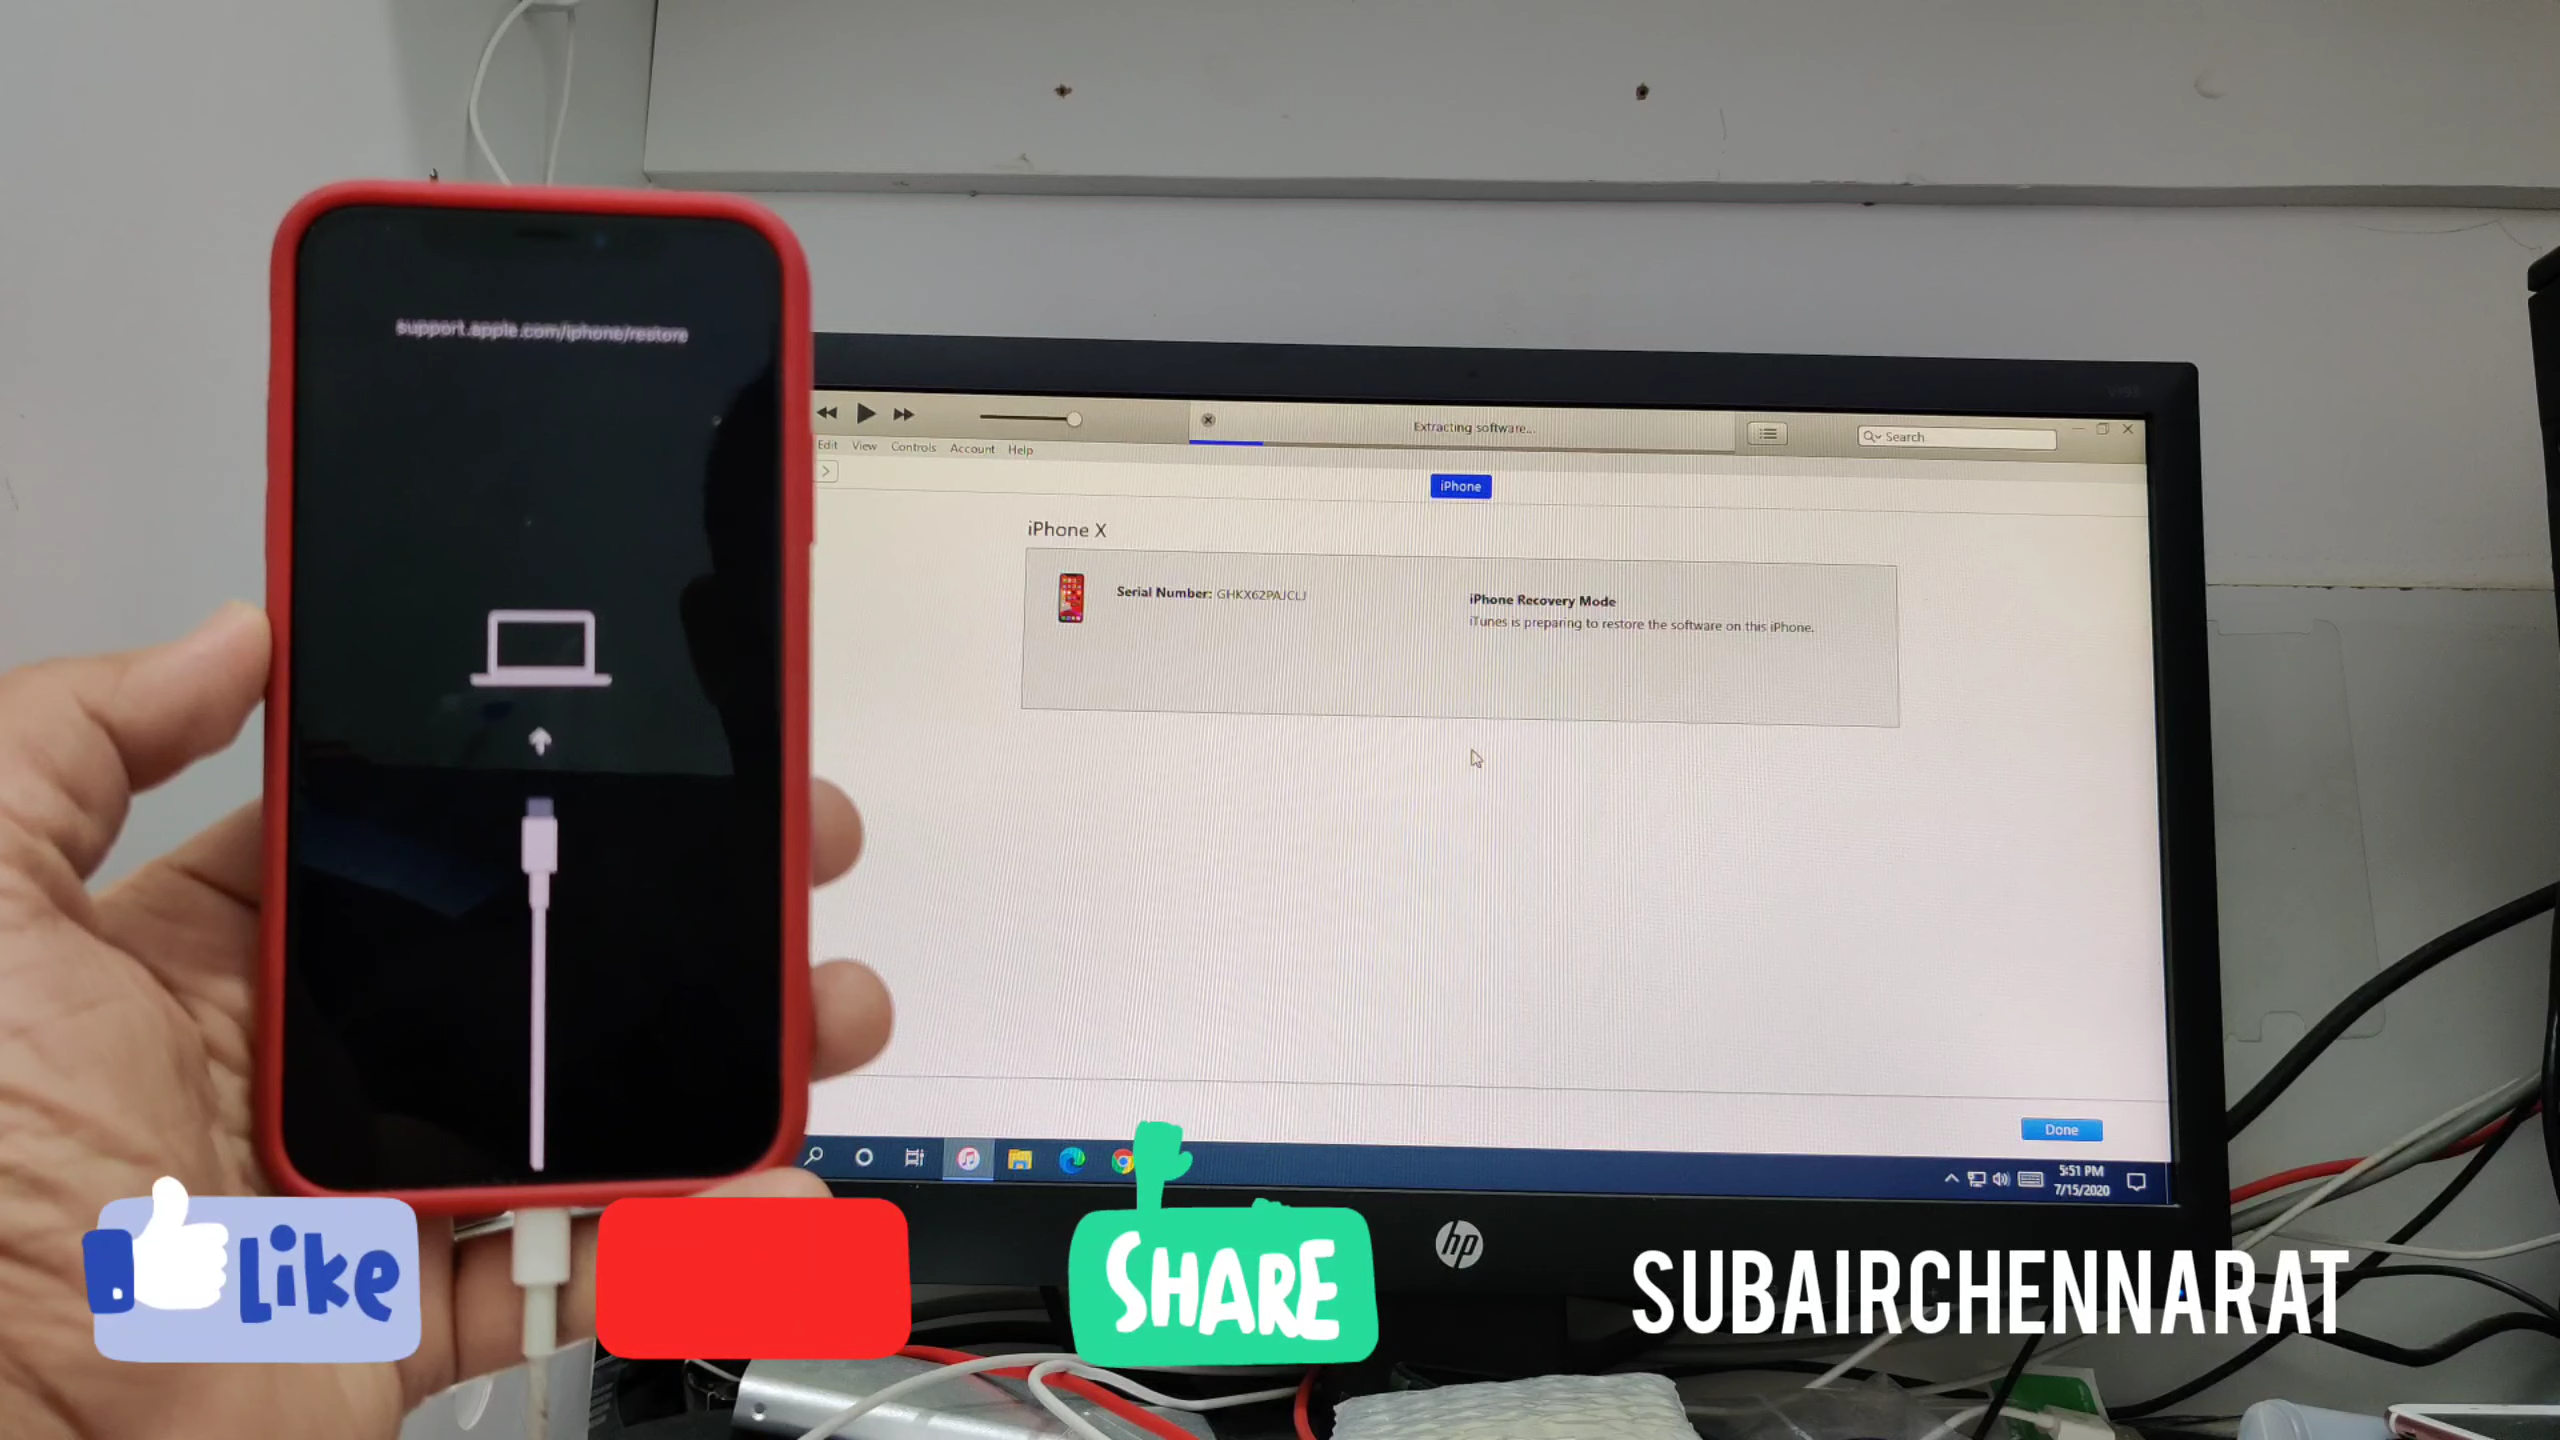 support.apple.com/iphone/restore
Extracting software...
Search
Edit View Controls Account Help
iPhone
iPhone X
Serial Number: GHKX62PAJCLJ
iPhone Recovery Mode
iTunes is preparing to restore the software on this iPhone.
Done
5:51 PM
7/15/2020
hp
Like
SHARE
SUBAIRCHENNARAT